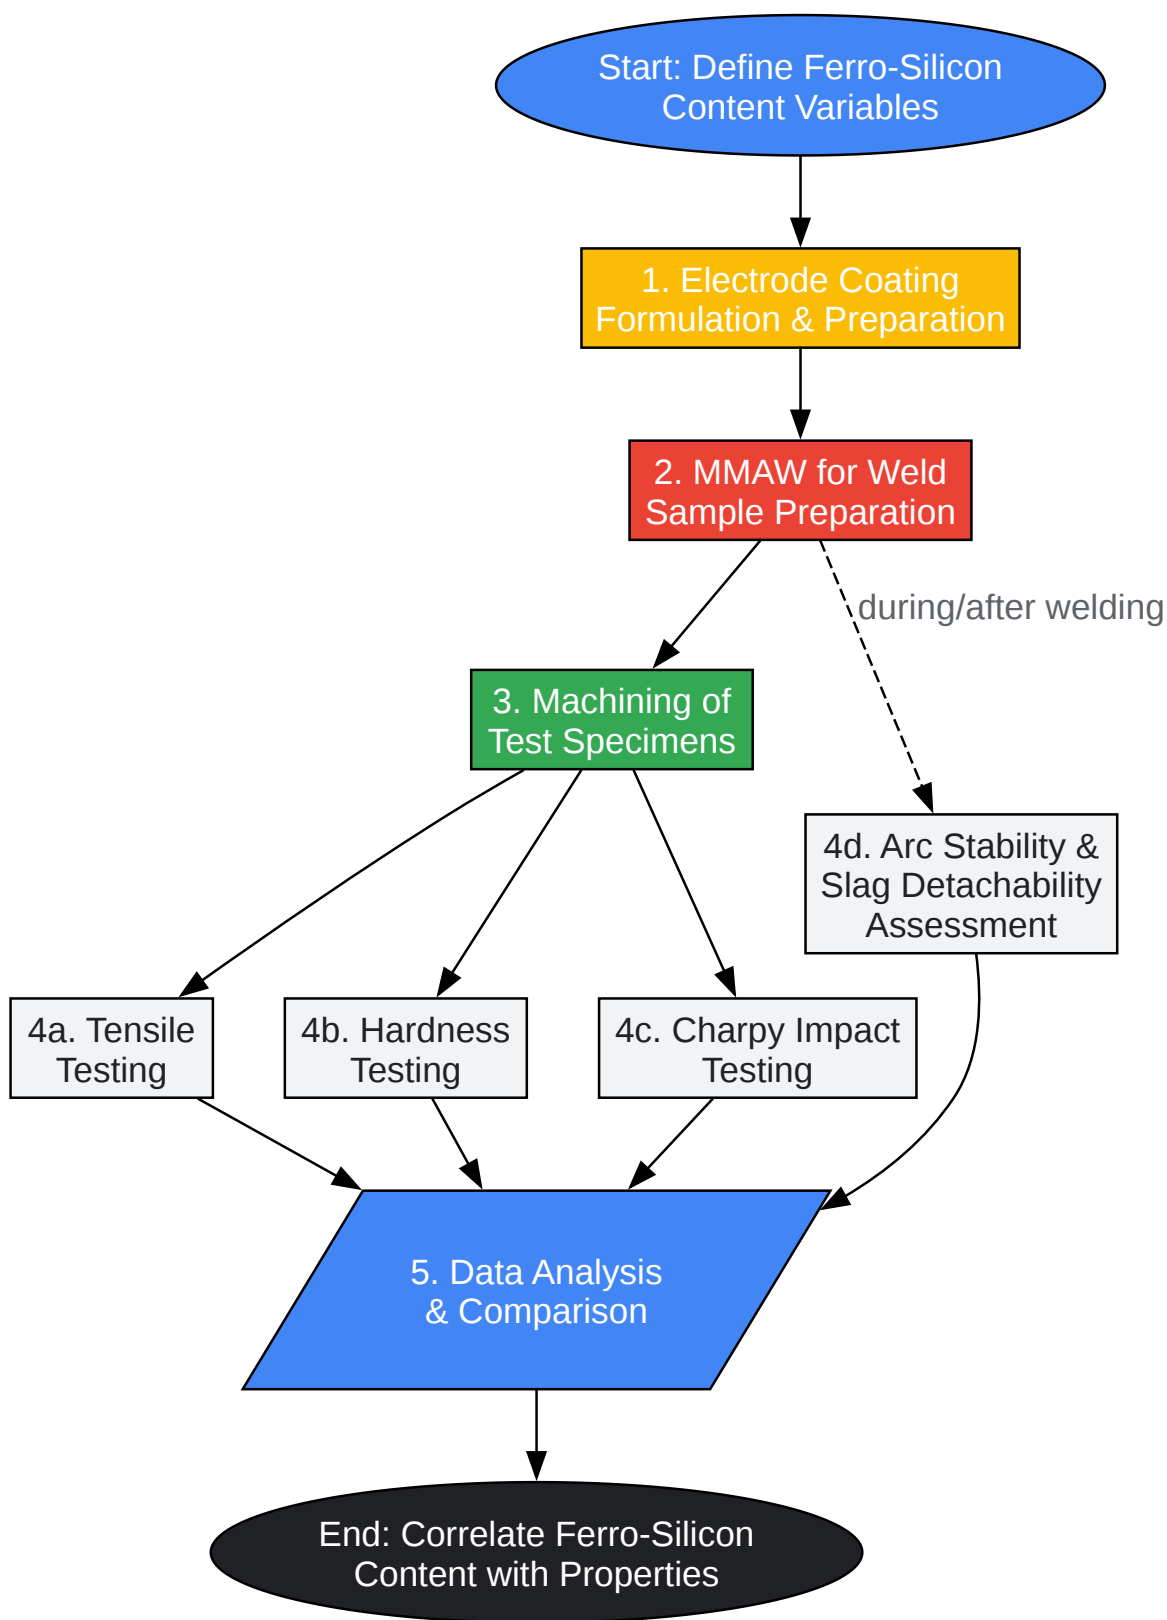 Start: Define Ferro-Silicon
Content Variables
1. Electrode Coating
Formulation & Preparation
2. MMAW for Weld
Sample Preparation
during/after welding
3. Machining of
Test Specimens
4d. Arc Stability &
Slag Detachability
Assessment
4a. Tensile
Testing
4b. Hardness
Testing
4c. Charpy Impact
Testing
5. Data Analysis
& Comparison
End: Correlate Ferro-Silicon
Content with Properties